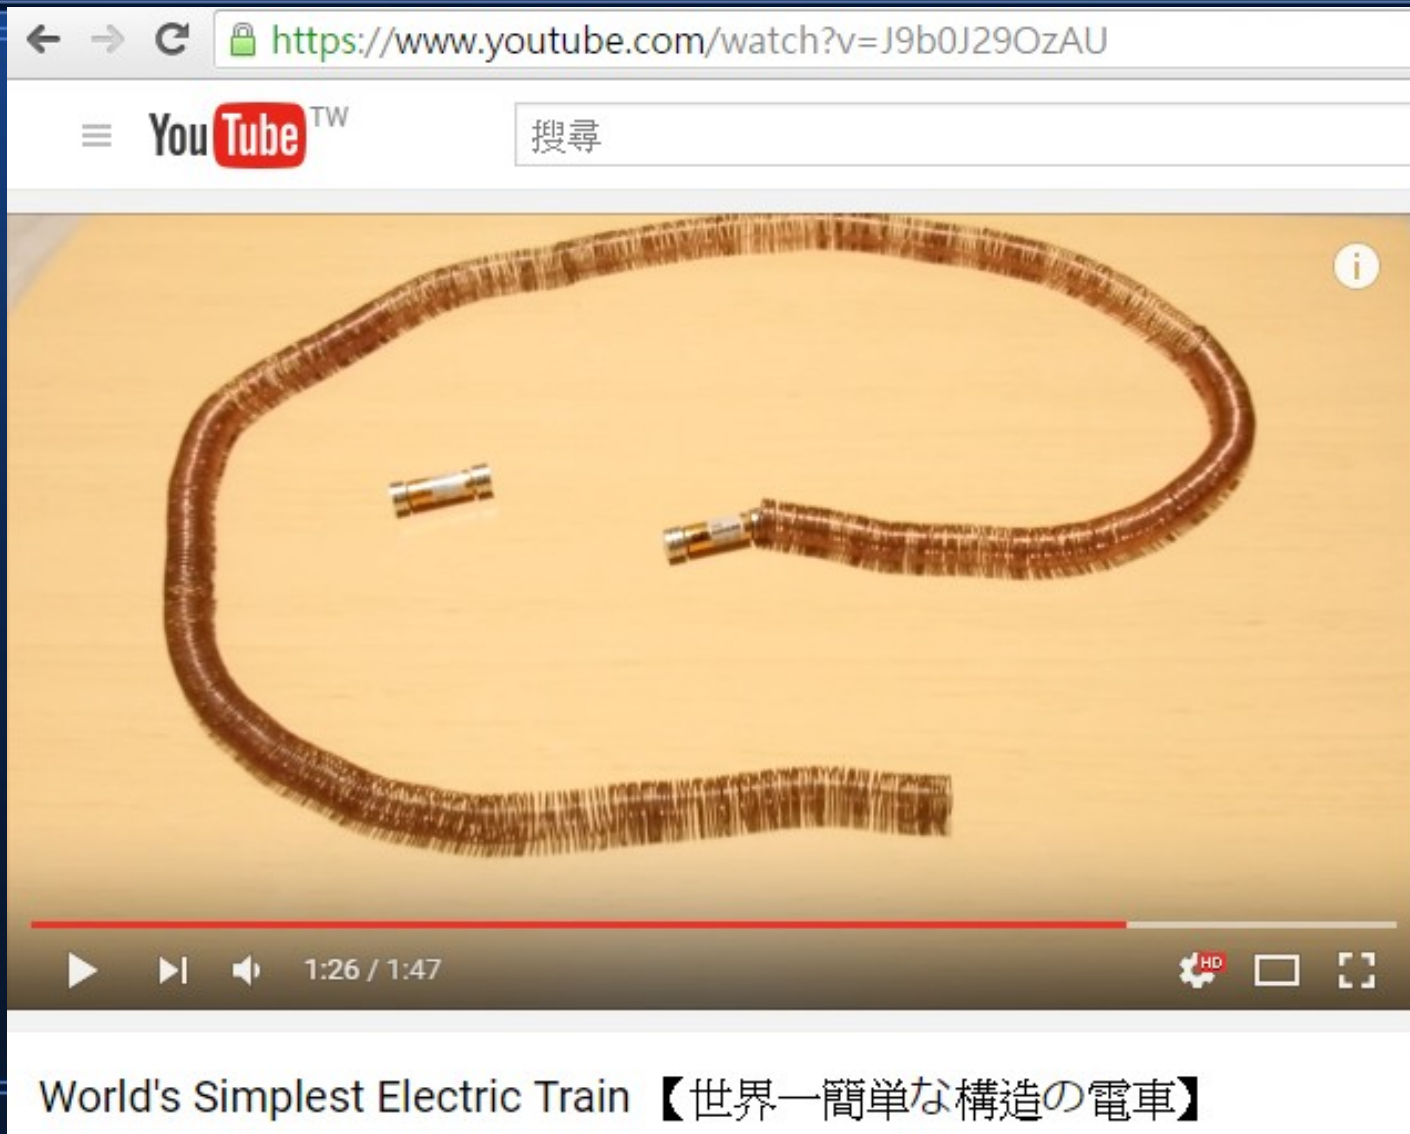 https://www.youtube.com/watch?v=J9b0J29OzAU
YouTube TW
搜尋
i
1:26 / 1:47
HD
World's Simplest Electric Train 【世界一簡単な構造の電車】